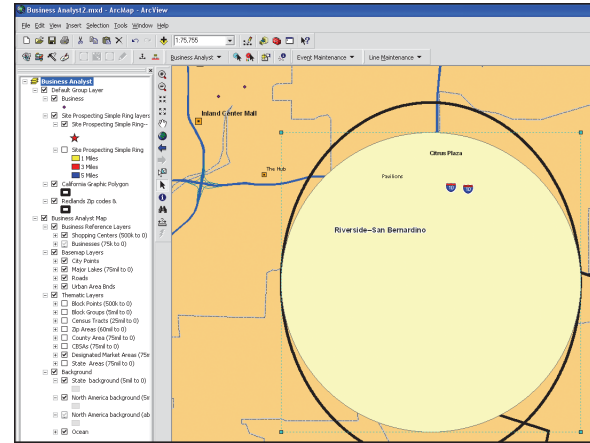 Business Analyst2.mxd - ArcMap - ArcView
File Edit View Insert Selection Tools Window Help
1:75,755
Business Analyst
Event Maintenance
Line Maintenance
Business Analyst
Default Group Layer
Business
Site Prospecting Simple Ring layers
Site Prospecting Simple Ring--
Site Prospecting Simple Ring
1 Miles
3 Miles
5 Miles
California Graphic Polygon
Redlands Zip codes &
Business Analyst Map
Business Reference Layers
Shopping Centers (500k to 0)
Businesses (75k to 0)
Basemap Layers
City Points
Major Lakes (75mil to 0)
Roads
Urban Area Bnds
Thematic Layers
Block Points (500k to 0)
Block Groups (5mil to 0)
Census Tracts (25mil to 0)
Zip Areas (60mil to 0)
County Area (75mil to 0)
CBSAs (75mil to 0)
Designated Market Areas (75m
State Areas (75mil to 0)
Background
State background (5mil to 0)
North America background (5m
North America background (ab
Ocean
Inland Center Mall
The Hub
Citrus Plaza
Pavilions
10
10
Riverside–San Bernardino